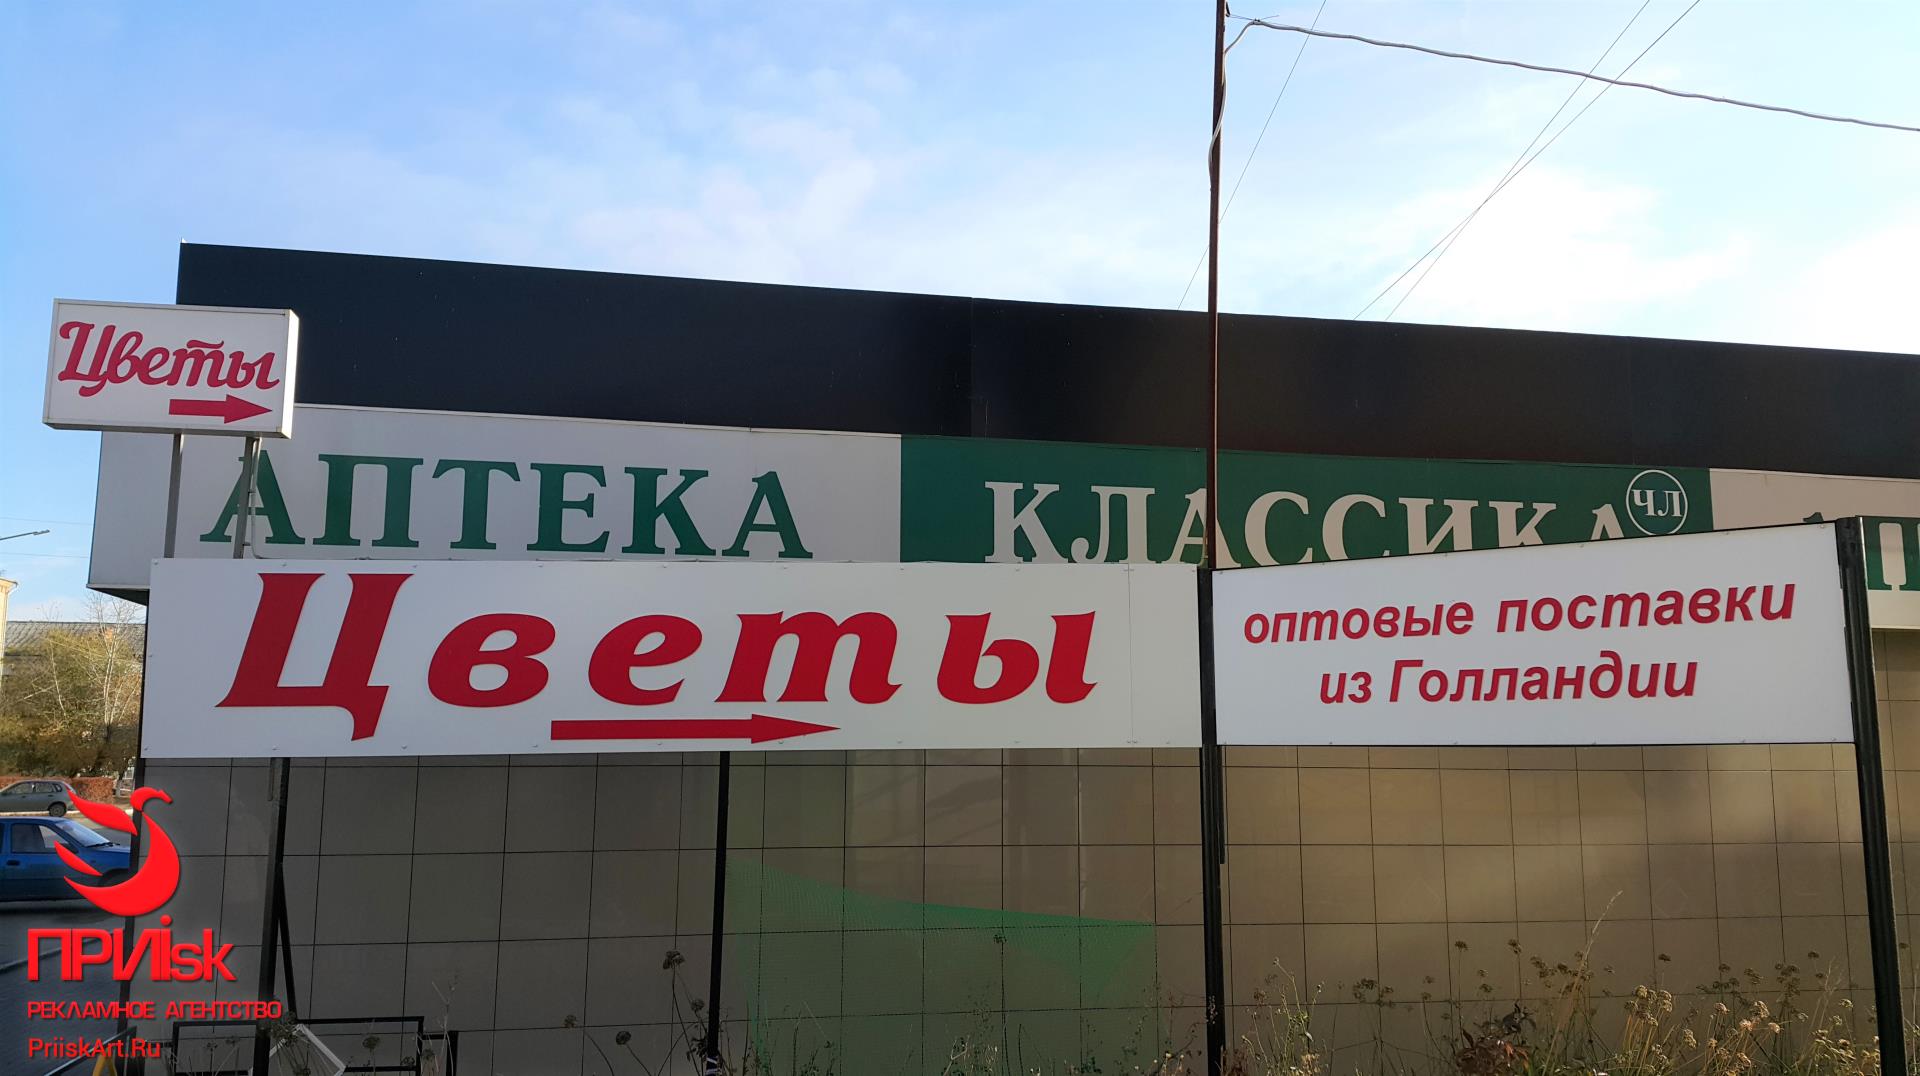 Цветы
АПТЕКА КЛАССИКА ЧЛ
Цветы
оптовые поставки
из Голландии
ПРИisk
РЕКЛАМНОЕ АГЕНТСТВО
PriiskArt.Ru